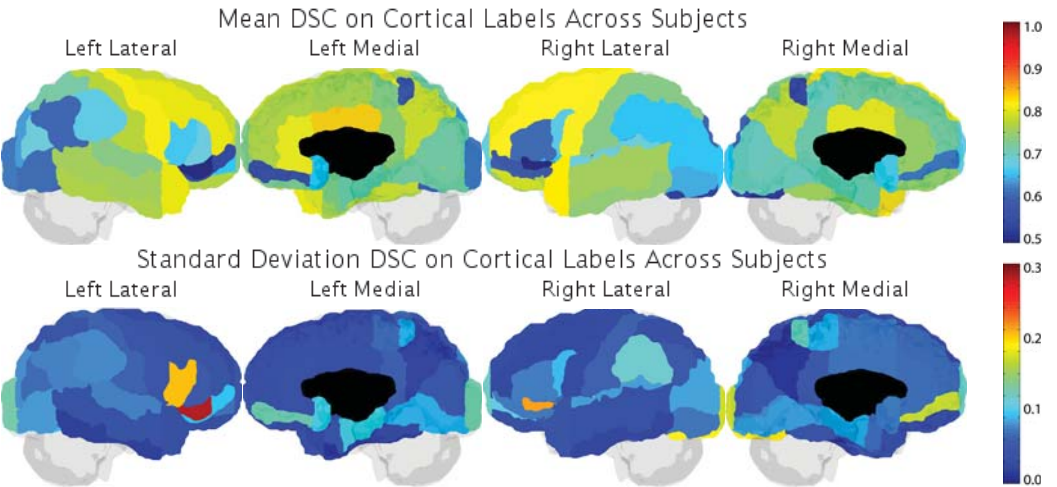 Mean DSC on Cortical Labels Across Subjects
Left Lateral Left Medial Right Lateral Right Medial
1.0
0.9
0.8
0.7
0.6
0.5
Standard Deviation DSC on Cortical Labels Across Subjects
Left Lateral Left Medial Right Lateral Right Medial
0.3
0.2
0.1
0.0